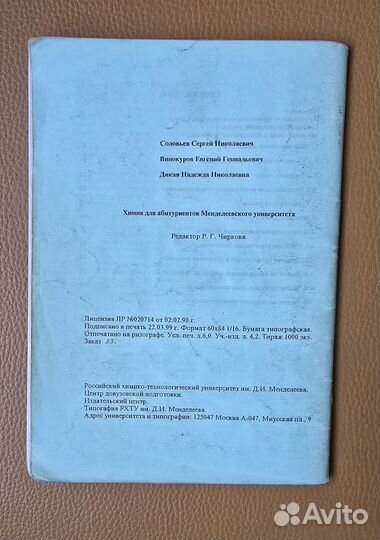 Соловьев Сергей Николаевич
Винокуров Евгений Геннадьевич
Дикая Надежда Николаевна
Химия для абитуриентов Менделеевского университета
Редактор Р. Г. Чиркова
Лицензия ЛР №020714 от 02.02.98 г.
Подписано в печать 22.03.99 г. Формат 60х84 1/16. Бумага типографская.
Отпечатано на ризографе. Усл. печ. л.6,0. Уч.-изд. л. 4,2. Тираж 1000 экз.
Заказ 33.
Российский химико-технологический университет им. Д.И. Менделеева.
Центр довузовской подготовки.
Издательский центр.
Типография РХТУ им. Д.И. Менделеева.
Адрес университета и типографии: 125047 Москва А-047, Миусская пл., 9
Avito